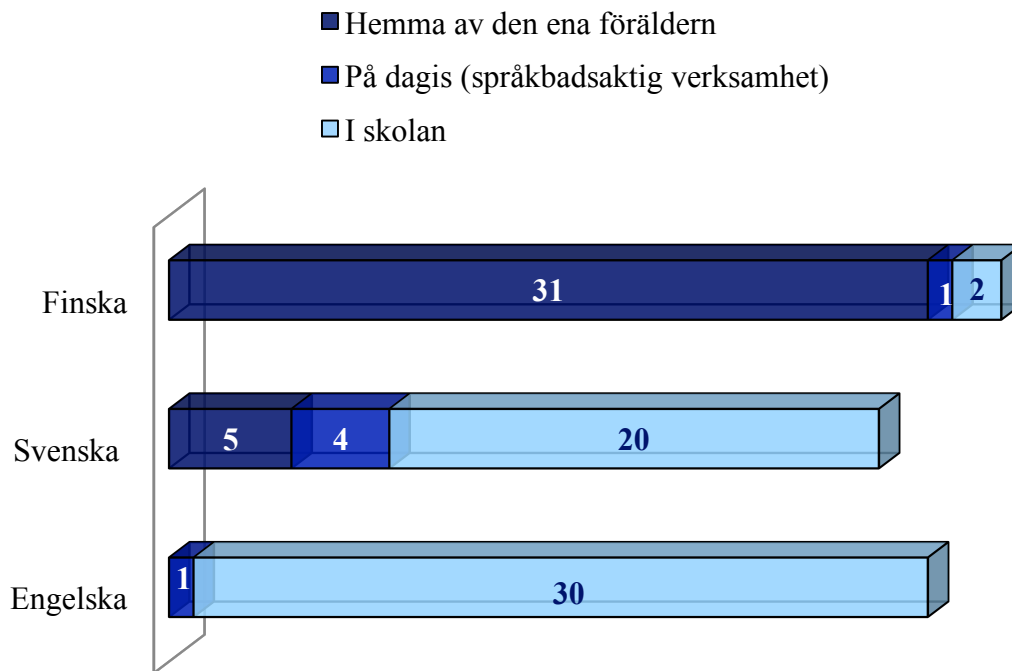 Hemma av den ena föräldern
På dagis (språkbadsaktig verksamhet)
I skolan
Finska 31 1 2
Svenska 5 4 20
Engelska 1 30